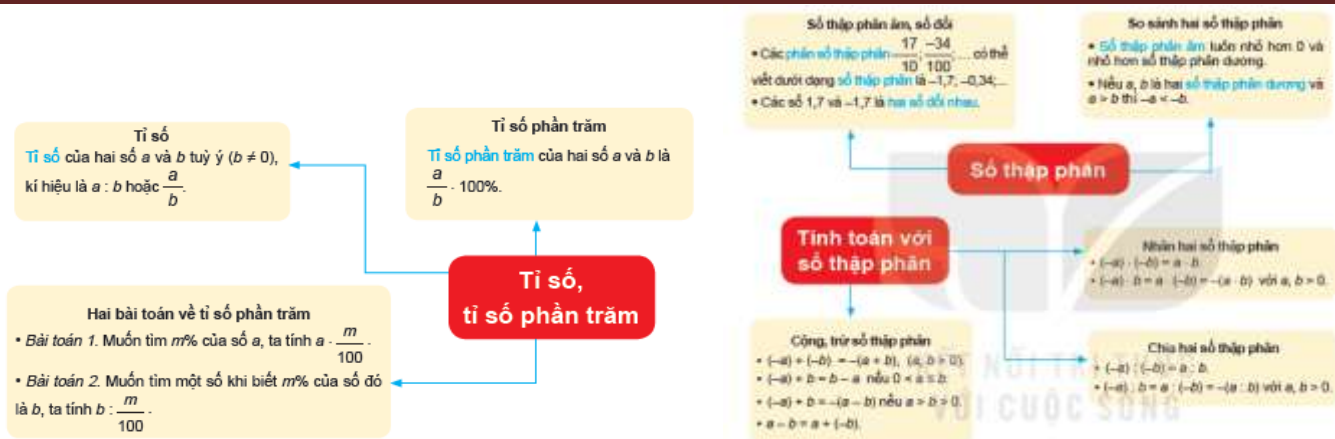 Tỉ số
Tỉ số của hai số a và b tuỳ ý (b ≠ 0),
kí hiệu là a : b hoặc a/b.
Tỉ số phần trăm
Tỉ số phần trăm của hai số a và b là
a/b · 100%.
Tỉ số,
tỉ số phần trăm
Hai bài toán về tỉ số phần trăm
• Bài toán 1. Muốn tìm m% của số a, ta tính a · m/100.
• Bài toán 2. Muốn tìm một số khi biết m% của số đó
là b, ta tính b : m/100.
Số thập phân âm, số đối
• Các phân số thập phân −17/10; −34/100; ... có thể
viết dưới dạng số thập phân là –1,7; –0,34;...
• Các số 1,7 và –1,7 là hai số đối nhau.
So sánh hai số thập phân
• Số thập phân âm luôn nhỏ hơn 0 và
nhỏ hơn số thập phân dương.
• Nếu a, b là hai số thập phân dương và
a > b thì –a < –b.
Số thập phân
Tính toán với
số thập phân
Nhân hai số thập phân
• (–a) · (–b) = a · b.
• (–a) · b = a · (–b) = –(a · b) với a, b > 0.
Cộng, trừ số thập phân
• (–a) + (–b) = –(a + b), (a, b > 0).
• (–a) + b = b – a nếu 0 < a ≤ b.
• (–a) + b = –(a – b) nếu a > b > 0.
• a – b = a + (–b).
Chia hai số thập phân
• (–a) : (–b) = a : b.
• (–a) : b = a : (–b) = –(a : b) với a, b > 0.
KẾT NỐI TRI THỨC
VỚI CUỘC SỐNG